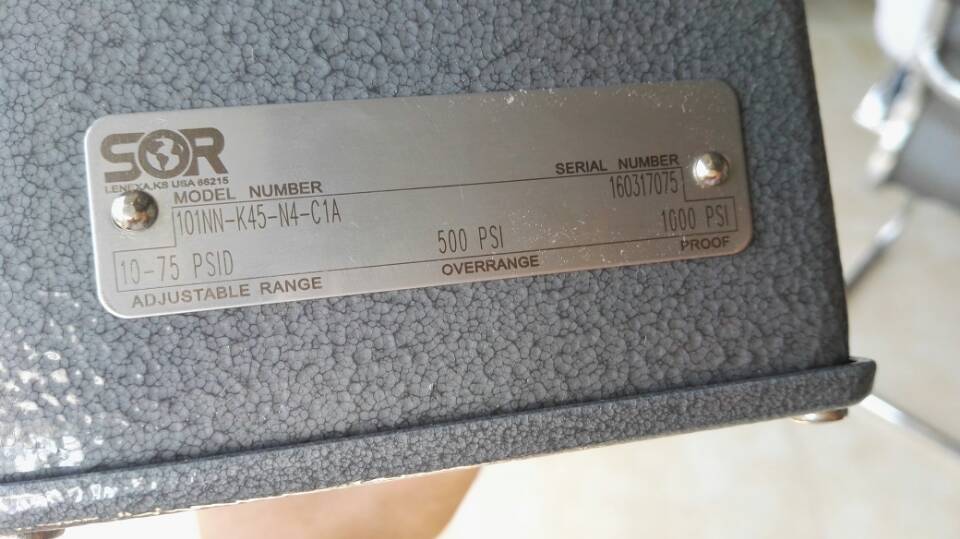 SOR
LENEXA,KS USA 66215
MODEL NUMBER
SERIAL NUMBER
101NN-K45-N4-C1A
160317075
10-75 PSID
500 PSI
1000 PSI
ADJUSTABLE RANGE
OVERRANGE
PROOF